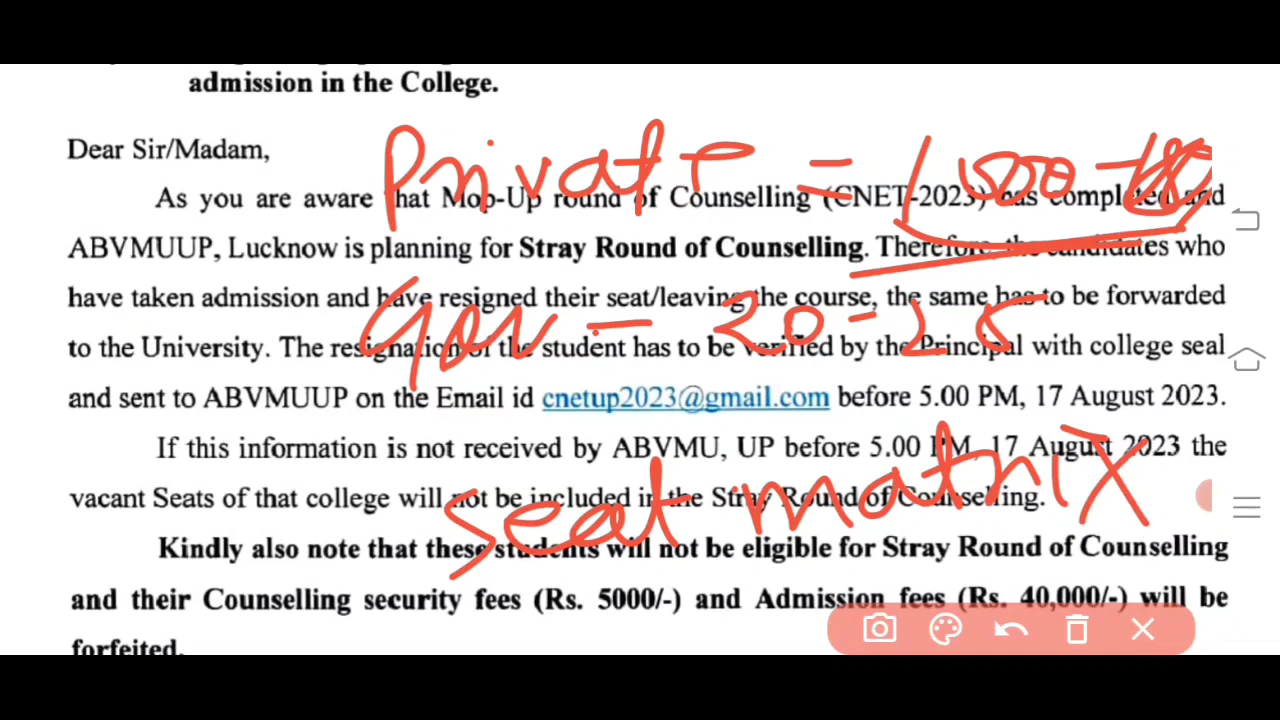 admission in the College.
Dear Sir/Madam,
Private = 1000 -
As you are aware that Mop-Up round of Counselling (CNET-2023) has completed and
ABVMUUP, Lucknow is planning for Stray Round of Counselling. Therefore, the candidates who
have taken admission and have resigned their seat/leaving the course, the same has to be forwarded
Gov - 20-25
to the University. The resignation of the student has to be verified by the Principal with college seal
and sent to ABVMUUP on the Email id cnetup2023@gmail.com before 5.00 PM, 17 August 2023.
If this information is not received by ABVMU, UP before 5.00 PM, 17 August 2023 the
vacant Seats of that college will not be included in the Stray Round of Counselling.
Seat matrix
Kindly also note that these students will not be eligible for Stray Round of Counselling
and their Counselling security fees (Rs. 5000/-) and Admission fees (Rs. 40,000/-) will be
forfeited.